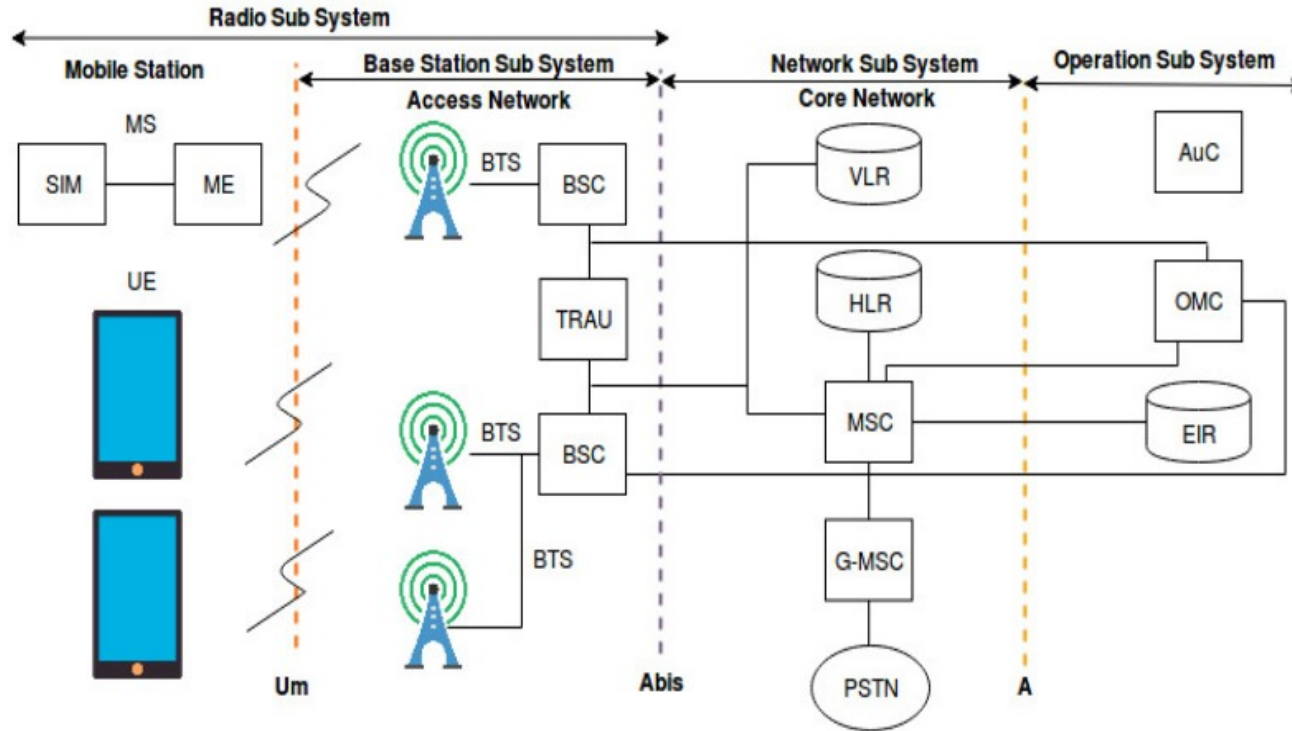 Radio Sub System
Mobile Station
Base Station Sub System
Network Sub System
Operation Sub System
Access Network
Core Network
MS
SIM
ME
BTS
BSC
VLR
AuC
UE
TRAU
HLR
OMC
BTS
BSC
MSC
EIR
BTS
G-MSC
Um
Abis
PSTN
A